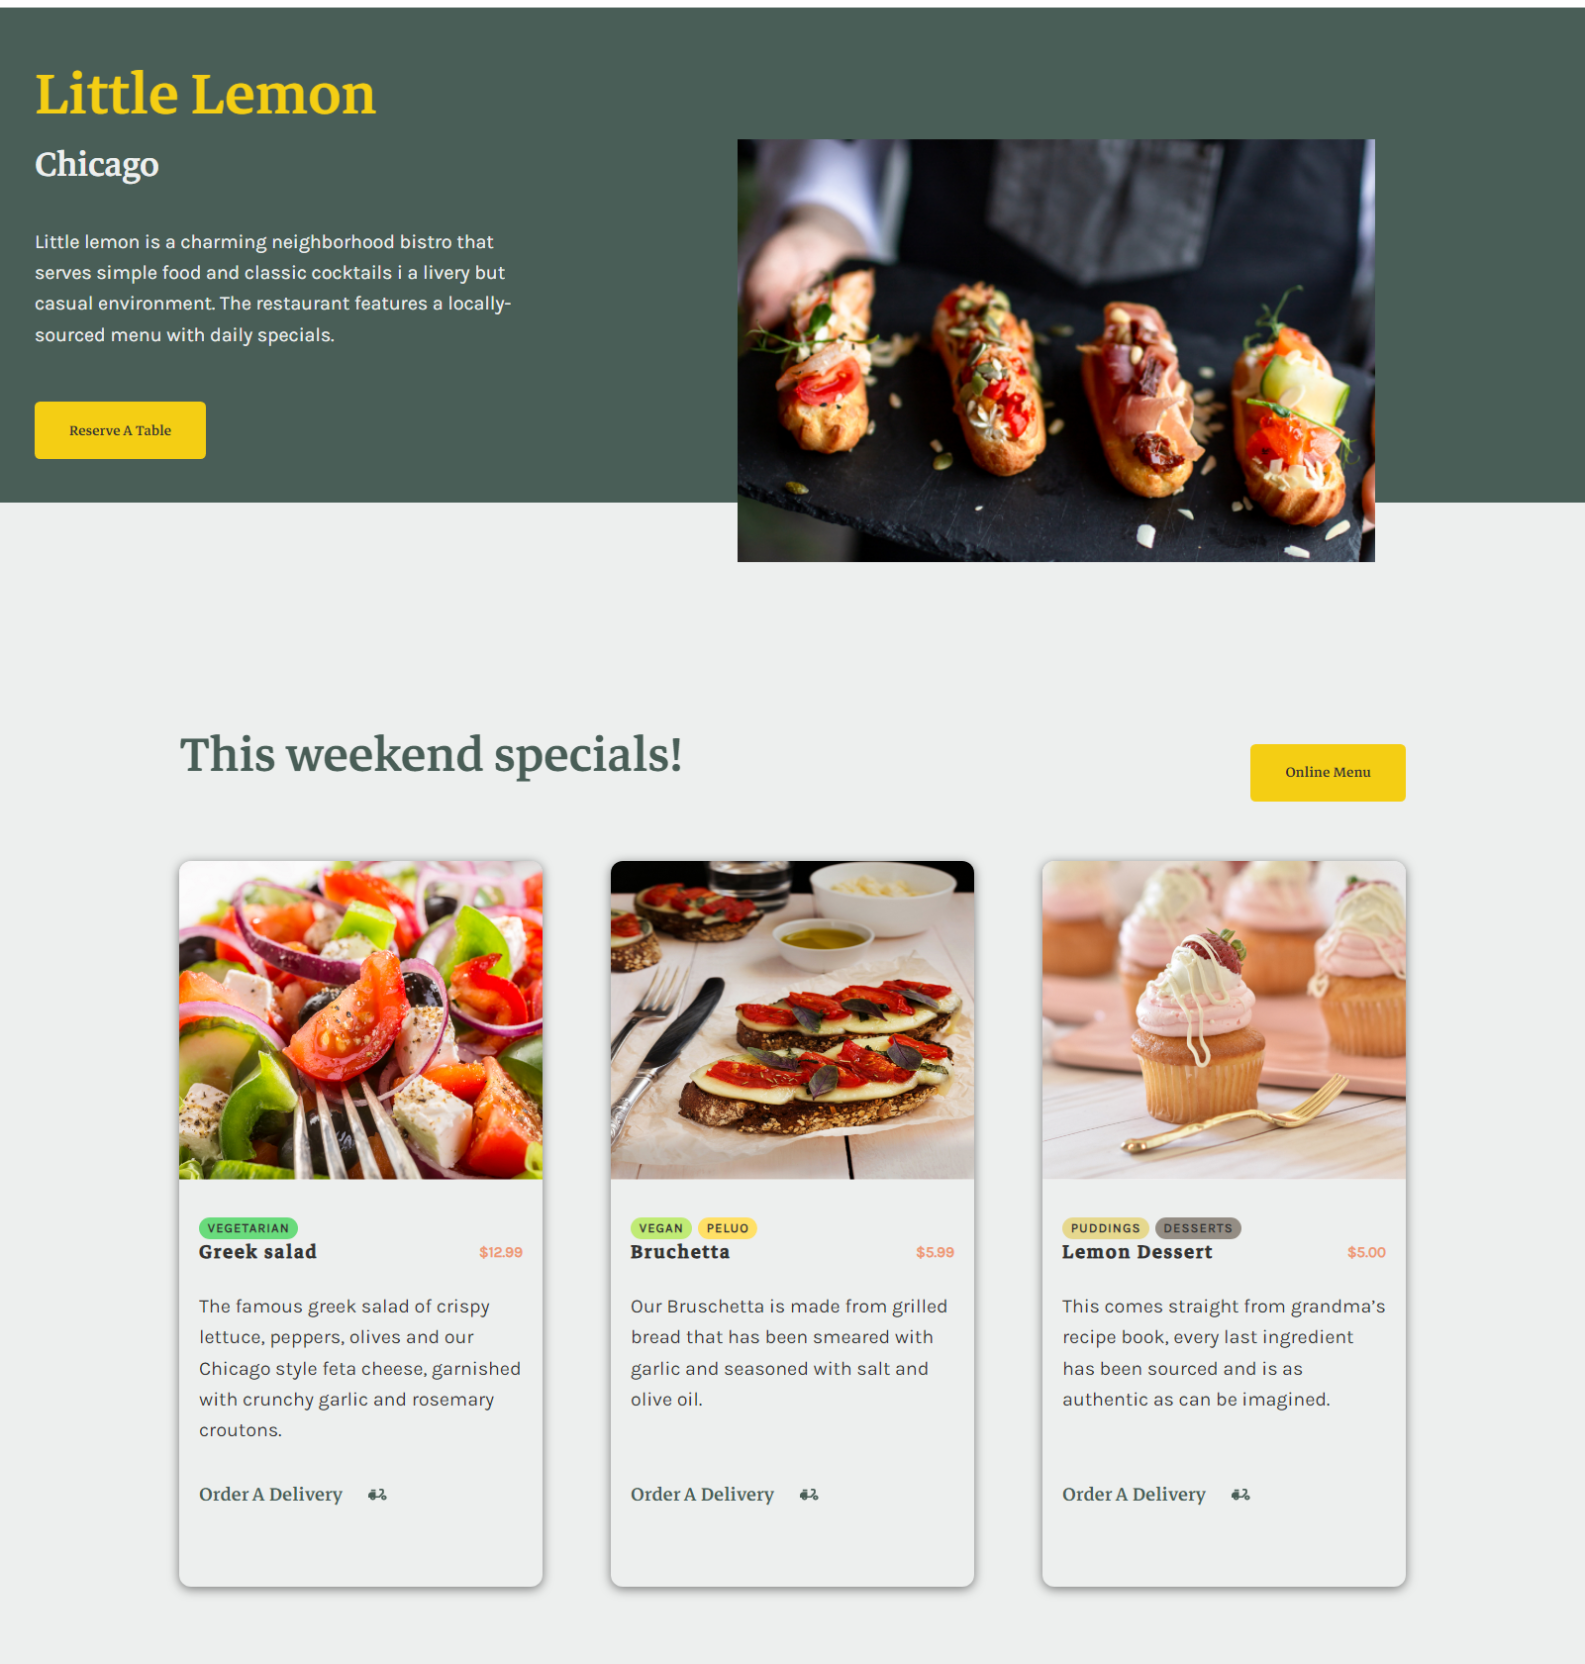 Little Lemon
Chicago
Little lemon is a charming neighborhood bistro that
serves simple food and classic cocktails i a livery but
casual environment. The restaurant features a locally-
sourced menu with daily specials.
Reserve A Table
This weekend specials!
Online Menu
VEGETARIAN
Greek salad $12.99
The famous greek salad of crispy
lettuce, peppers, olives and our
Chicago style feta cheese, garnished
with crunchy garlic and rosemary
croutons.
Order A Delivery
VEGAN PELUO
Bruchetta $5.99
Our Bruschetta is made from grilled
bread that has been smeared with
garlic and seasoned with salt and
olive oil.
Order A Delivery
PUDDINGS DESSERTS
Lemon Dessert $5.00
This comes straight from grandma’s
recipe book, every last ingredient
has been sourced and is as
authentic as can be imagined.
Order A Delivery